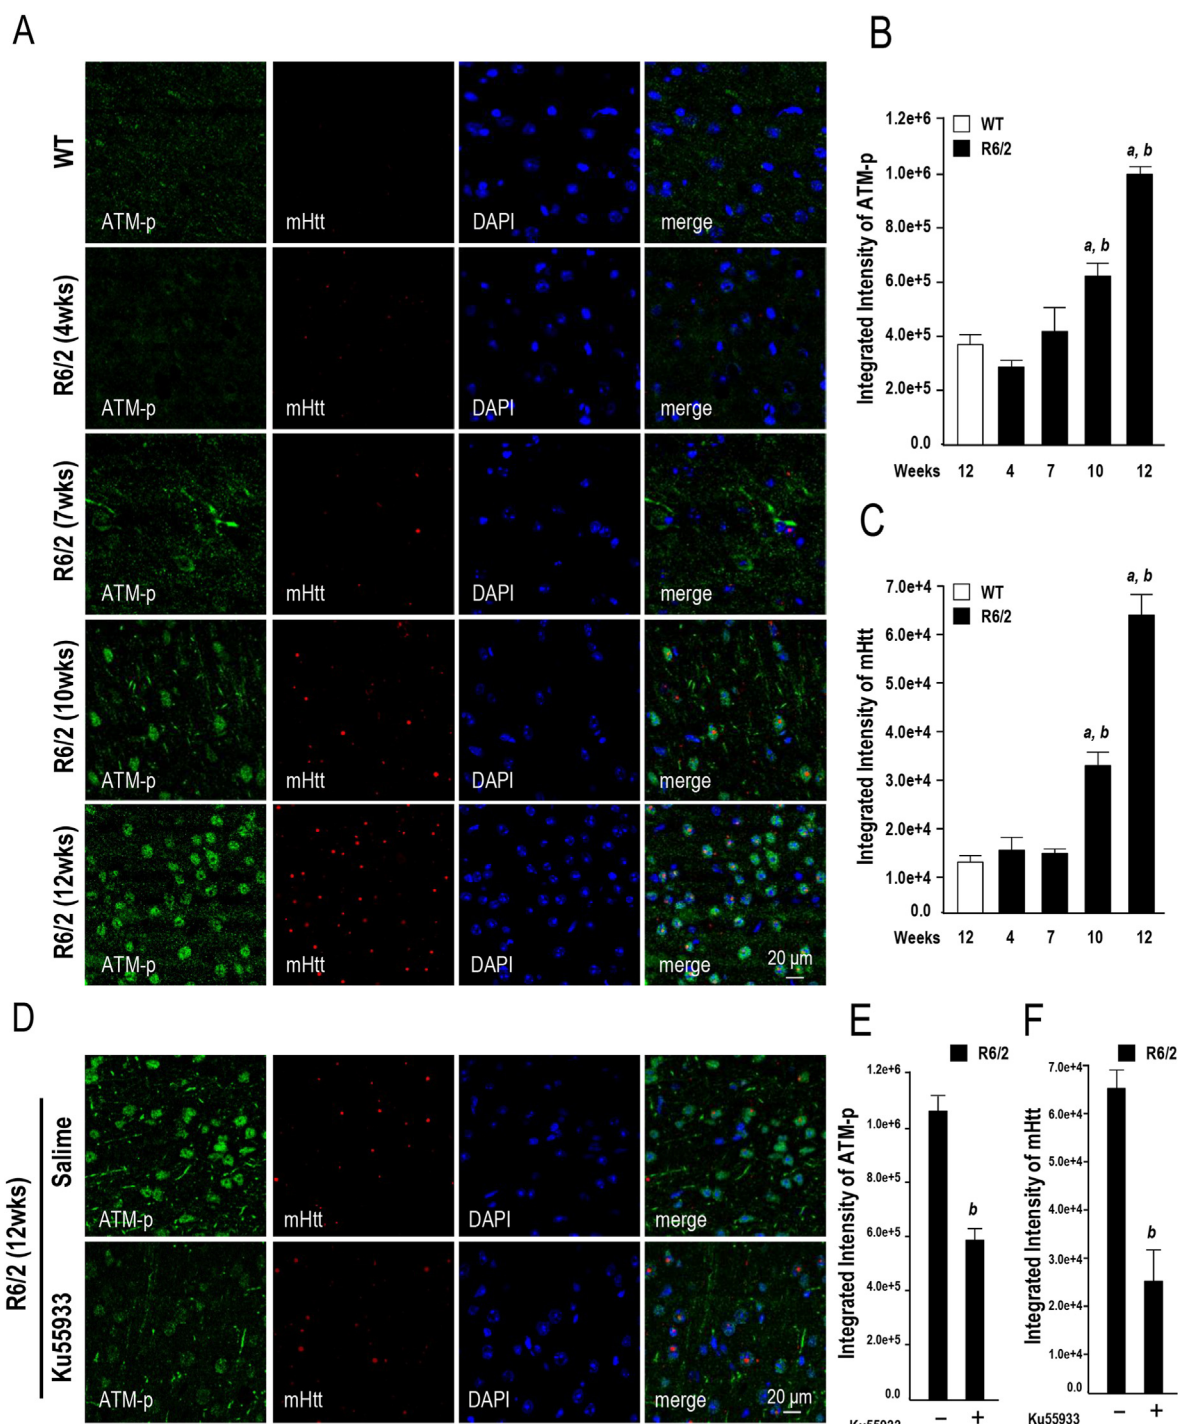 A
WT
ATM-p mHtt DAPI merge
R6/2 (4wks)
ATM-p mHtt DAPI merge
R6/2 (7wks)
ATM-p mHtt DAPI merge
R6/2 (10wks)
ATM-p mHtt DAPI merge
R6/2 (12wks)
ATM-p mHtt DAPI merge
20 µm
B
Integrated Intensity of ATM-p
1.2e+6
1.0e+6
8.0e+5
6.0e+5
4.0e+5
2.0e+5
0.0
WT
R6/2
a, b
a, b
Weeks 12 4 7 10 12
C
Integrated Intensity of mHtt
7.0e+4
6.0e+4
5.0e+4
4.0e+4
3.0e+4
2.0e+4
1.0e+4
0.0
WT
R6/2
a, b
a, b
Weeks 12 4 7 10 12
D
R6/2 (12wks)
Salime
ATM-p mHtt DAPI merge
Ku55933
ATM-p mHtt DAPI merge
20 µm
E
R6/2
Integrated Intensity of ATM-p
1.2e+6
1.0e+6
8.0e+5
6.0e+5
4.0e+5
2.0e+5
0.0
b
Ku55933 – +
F
R6/2
Integrated Intensity of mHtt
7.0e+4
6.0e+4
5.0e+4
4.0e+4
3.0e+4
2.0e+4
1.0e+4
0.0
b
Ku55933 – +